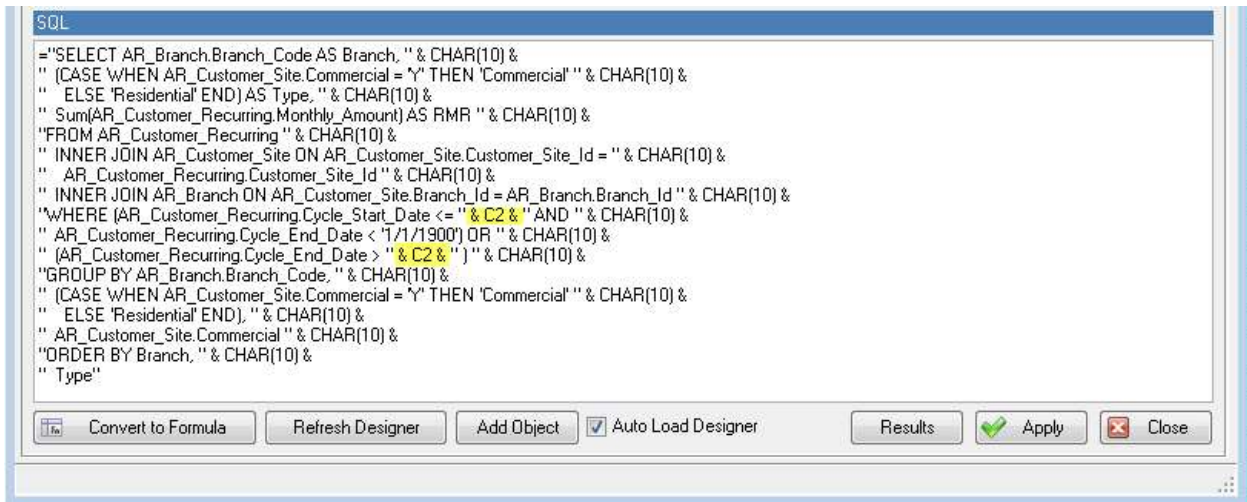 SQL
="SELECT AR_Branch.Branch_Code AS Branch, " & CHAR(10) &
" (CASE WHEN AR_Customer_Site.Commercial = 'Y' THEN 'Commercial' " & CHAR(10) &
" ELSE 'Residential' END) AS Type, " & CHAR(10) &
" Sum(AR_Customer_Recurring.Monthly_Amount) AS RMR " & CHAR(10) &
"FROM AR_Customer_Recurring " & CHAR(10) &
" INNER JOIN AR_Customer_Site ON AR_Customer_Site.Customer_Site_Id = " & CHAR(10) &
" AR_Customer_Recurring.Customer_Site_Id " & CHAR(10) &
" INNER JOIN AR_Branch ON AR_Customer_Site.Branch_Id = AR_Branch.Branch_Id " & CHAR(10) &
"WHERE (AR_Customer_Recurring.Cycle_Start_Date <= " & C2 & " AND " & CHAR(10) &
" AR_Customer_Recurring.Cycle_End_Date < '1/1/1900') OR " & CHAR(10) &
" (AR_Customer_Recurring.Cycle_End_Date > " & C2 & " ) " & CHAR(10) &
"GROUP BY AR_Branch.Branch_Code, " & CHAR(10) &
" (CASE WHEN AR_Customer_Site.Commercial = 'Y' THEN 'Commercial' " & CHAR(10) &
" ELSE 'Residential' END), " & CHAR(10) &
" AR_Customer_Site.Commercial " & CHAR(10) &
"ORDER BY Branch, " & CHAR(10) &
" Type"
Convert to Formula Refresh Designer Add Object Auto Load Designer Results Apply Close